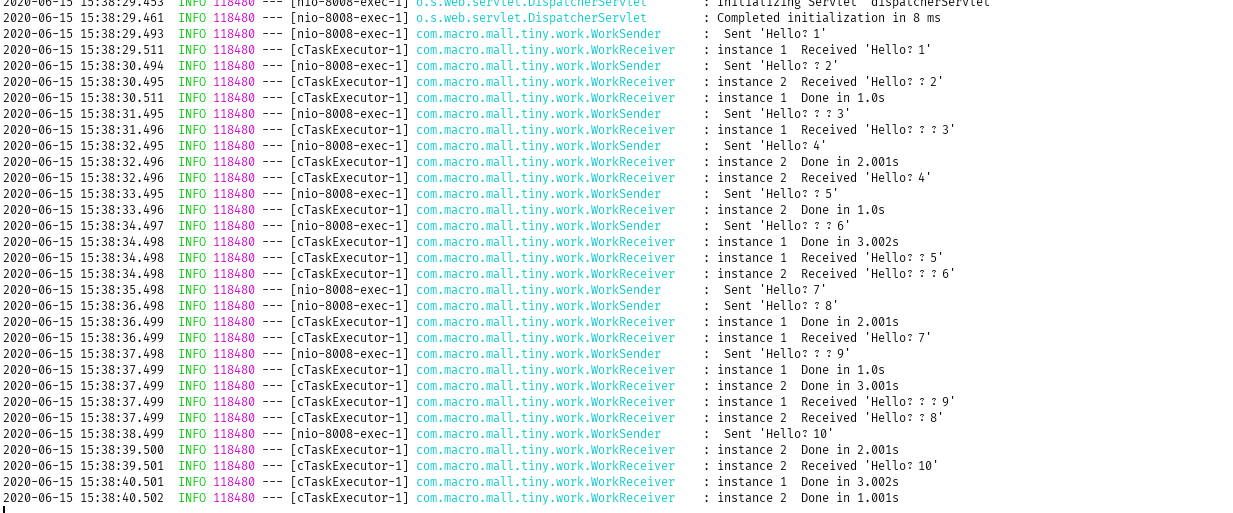 2020-06-15 15:38:29.453  INFO 118480 --- [nio-8008-exec-1] o.s.web.servlet.DispatcherServlet        : Initializing Servlet 'dispatcherServlet'
2020-06-15 15:38:29.461  INFO 118480 --- [nio-8008-exec-1] o.s.web.servlet.DispatcherServlet        : Completed initialization in 8 ms
2020-06-15 15:38:29.493  INFO 118480 --- [nio-8008-exec-1] com.macro.mall.tiny.work.WorkSender      :  Sent 'Hello? 1'
2020-06-15 15:38:29.511  INFO 118480 --- [cTaskExecutor-1] com.macro.mall.tiny.work.WorkReceiver    : instance 1  Received 'Hello? 1'
2020-06-15 15:38:30.494  INFO 118480 --- [nio-8008-exec-1] com.macro.mall.tiny.work.WorkSender      :  Sent 'Hello? ? 2'
2020-06-15 15:38:30.495  INFO 118480 --- [cTaskExecutor-1] com.macro.mall.tiny.work.WorkReceiver    : instance 2  Received 'Hello? ? 2'
2020-06-15 15:38:30.511  INFO 118480 --- [cTaskExecutor-1] com.macro.mall.tiny.work.WorkReceiver    : instance 1  Done in 1.0s
2020-06-15 15:38:31.495  INFO 118480 --- [nio-8008-exec-1] com.macro.mall.tiny.work.WorkSender      :  Sent 'Hello? ? ? 3'
2020-06-15 15:38:31.496  INFO 118480 --- [cTaskExecutor-1] com.macro.mall.tiny.work.WorkReceiver    : instance 1  Received 'Hello? ? ? 3'
2020-06-15 15:38:32.495  INFO 118480 --- [nio-8008-exec-1] com.macro.mall.tiny.work.WorkSender      :  Sent 'Hello? 4'
2020-06-15 15:38:32.496  INFO 118480 --- [cTaskExecutor-1] com.macro.mall.tiny.work.WorkReceiver    : instance 2  Done in 2.001s
2020-06-15 15:38:32.496  INFO 118480 --- [cTaskExecutor-1] com.macro.mall.tiny.work.WorkReceiver    : instance 2  Received 'Hello? 4'
2020-06-15 15:38:33.495  INFO 118480 --- [nio-8008-exec-1] com.macro.mall.tiny.work.WorkSender      :  Sent 'Hello? ? 5'
2020-06-15 15:38:33.496  INFO 118480 --- [cTaskExecutor-1] com.macro.mall.tiny.work.WorkReceiver    : instance 2  Done in 1.0s
2020-06-15 15:38:34.497  INFO 118480 --- [nio-8008-exec-1] com.macro.mall.tiny.work.WorkSender      :  Sent 'Hello? ? ? 6'
2020-06-15 15:38:34.498  INFO 118480 --- [cTaskExecutor-1] com.macro.mall.tiny.work.WorkReceiver    : instance 1  Done in 3.002s
2020-06-15 15:38:34.498  INFO 118480 --- [cTaskExecutor-1] com.macro.mall.tiny.work.WorkReceiver    : instance 1  Received 'Hello? ? 5'
2020-06-15 15:38:34.498  INFO 118480 --- [cTaskExecutor-1] com.macro.mall.tiny.work.WorkReceiver    : instance 2  Received 'Hello? ? ? 6'
2020-06-15 15:38:35.498  INFO 118480 --- [nio-8008-exec-1] com.macro.mall.tiny.work.WorkSender      :  Sent 'Hello? 7'
2020-06-15 15:38:36.498  INFO 118480 --- [nio-8008-exec-1] com.macro.mall.tiny.work.WorkSender      :  Sent 'Hello? ? 8'
2020-06-15 15:38:36.499  INFO 118480 --- [cTaskExecutor-1] com.macro.mall.tiny.work.WorkReceiver    : instance 1  Done in 2.001s
2020-06-15 15:38:36.499  INFO 118480 --- [cTaskExecutor-1] com.macro.mall.tiny.work.WorkReceiver    : instance 1  Received 'Hello? 7'
2020-06-15 15:38:37.498  INFO 118480 --- [nio-8008-exec-1] com.macro.mall.tiny.work.WorkSender      :  Sent 'Hello? ? ? 9'
2020-06-15 15:38:37.499  INFO 118480 --- [cTaskExecutor-1] com.macro.mall.tiny.work.WorkReceiver    : instance 1  Done in 1.0s
2020-06-15 15:38:37.499  INFO 118480 --- [cTaskExecutor-1] com.macro.mall.tiny.work.WorkReceiver    : instance 2  Done in 3.001s
2020-06-15 15:38:37.499  INFO 118480 --- [cTaskExecutor-1] com.macro.mall.tiny.work.WorkReceiver    : instance 1  Received 'Hello? ? ? 9'
2020-06-15 15:38:37.499  INFO 118480 --- [cTaskExecutor-1] com.macro.mall.tiny.work.WorkReceiver    : instance 2  Received 'Hello? ? 8'
2020-06-15 15:38:38.499  INFO 118480 --- [nio-8008-exec-1] com.macro.mall.tiny.work.WorkSender      :  Sent 'Hello? 10'
2020-06-15 15:38:39.500  INFO 118480 --- [cTaskExecutor-1] com.macro.mall.tiny.work.WorkReceiver    : instance 2  Done in 2.001s
2020-06-15 15:38:39.501  INFO 118480 --- [cTaskExecutor-1] com.macro.mall.tiny.work.WorkReceiver    : instance 2  Received 'Hello? 10'
2020-06-15 15:38:40.501  INFO 118480 --- [cTaskExecutor-1] com.macro.mall.tiny.work.WorkReceiver    : instance 1  Done in 3.002s
2020-06-15 15:38:40.502  INFO 118480 --- [cTaskExecutor-1] com.macro.mall.tiny.work.WorkReceiver    : instance 2  Done in 1.001s